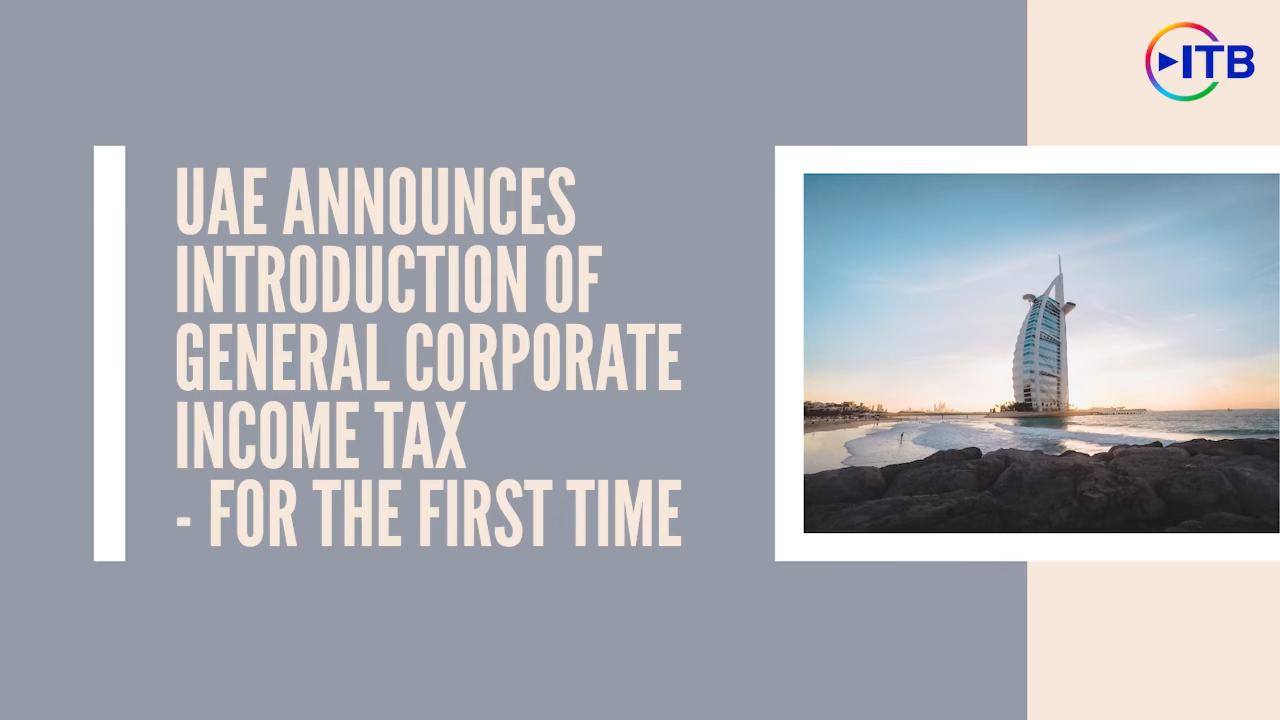 ITB
UAE ANNOUNCES
INTRODUCTION OF
GENERAL CORPORATE
INCOME TAX
- FOR THE FIRST TIME